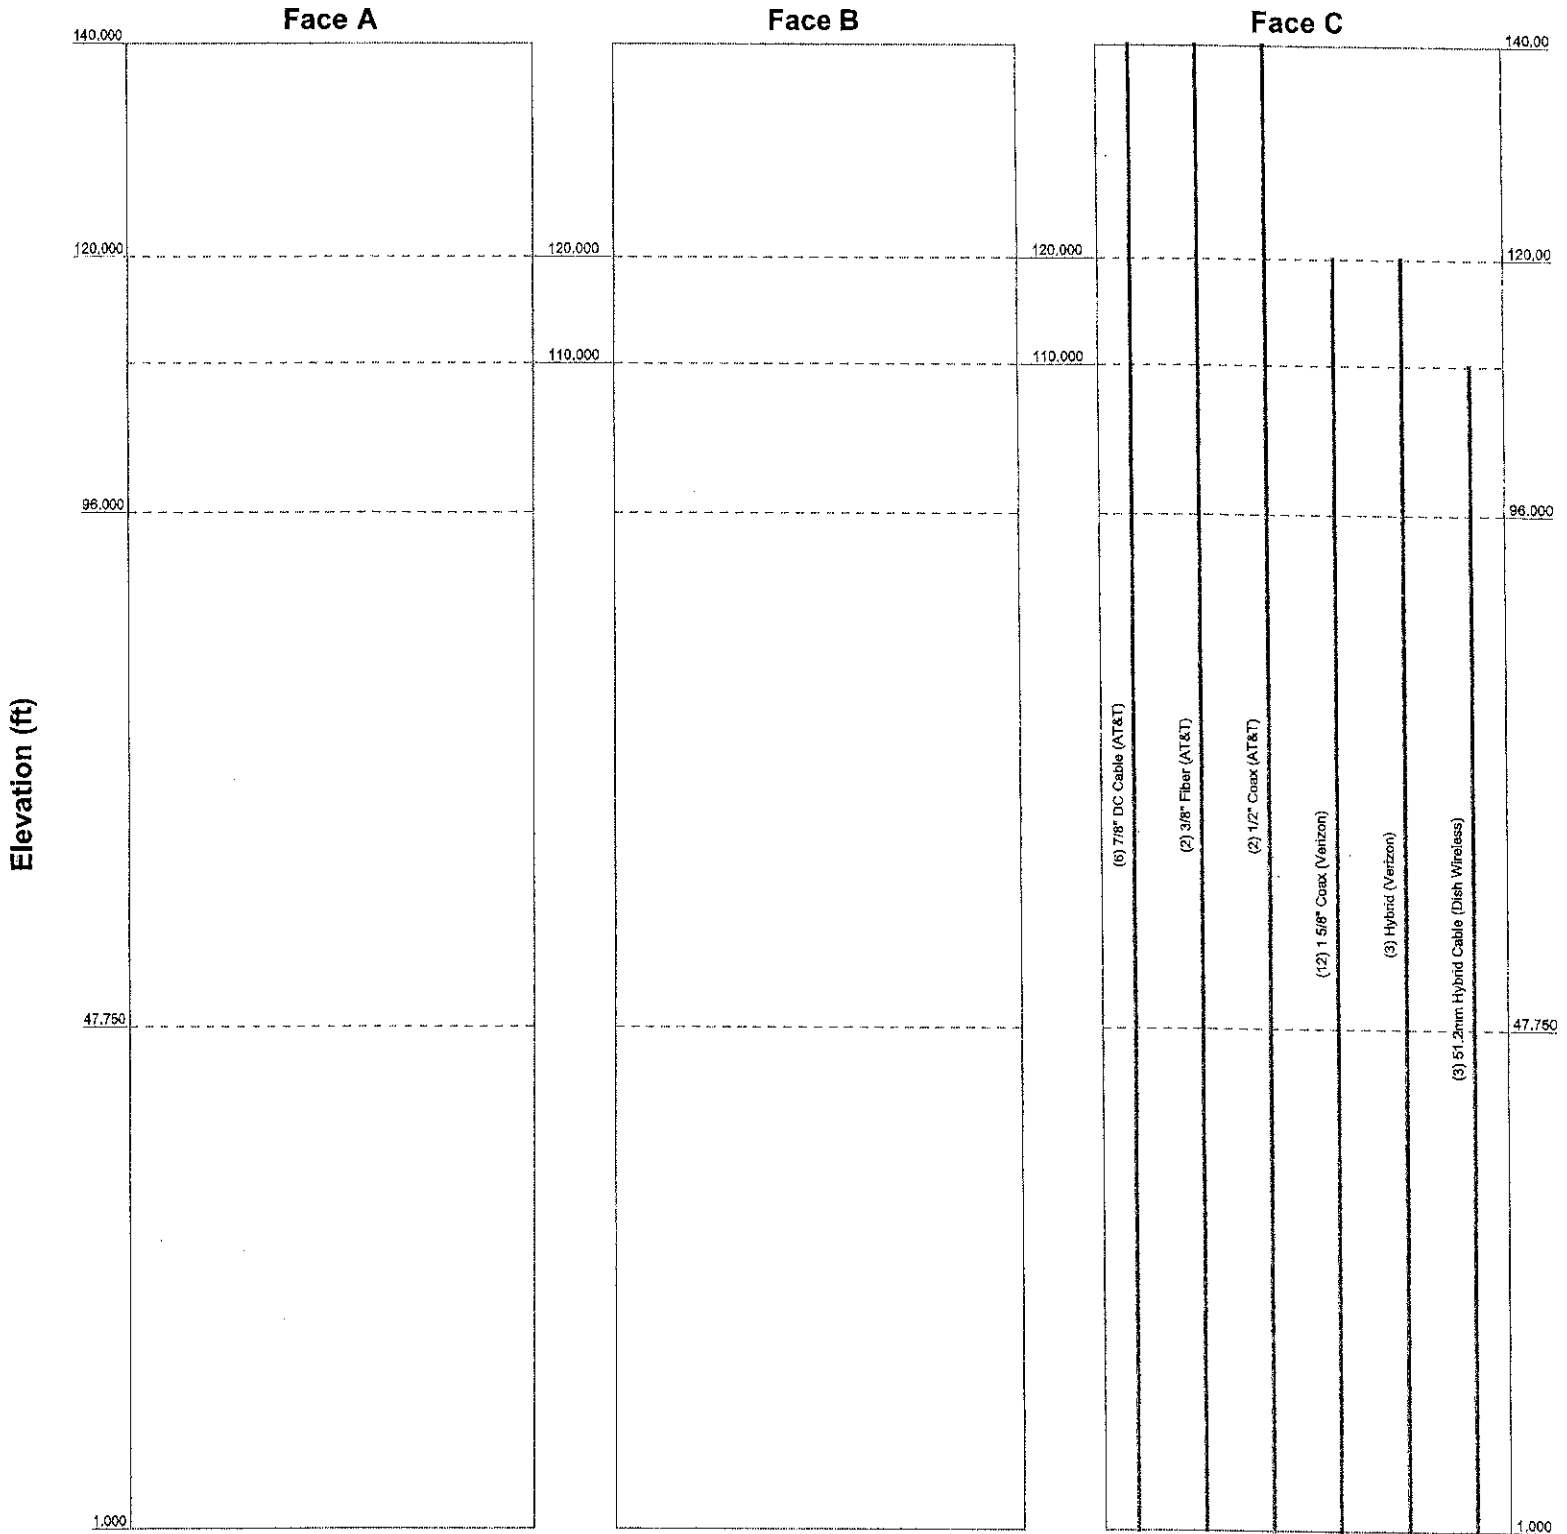 Face A
Face B
Face C
140.000
140.00
120.000
120.000
120.000
120.00
110.000
110.000
96.000
96.000
Elevation (ft)
(6) 7/8" DC Cable (AT&T)
(2) 3/8" Fiber (AT&T)
(2) 1/2" Coax (AT&T)
(12) 1 5/8" Coax (Verizon)
(3) Hybrid (Verizon)
(3) 51.2mm Hybrid Cable (Dish Wireless)
47.750
47.750
1.000
1.000